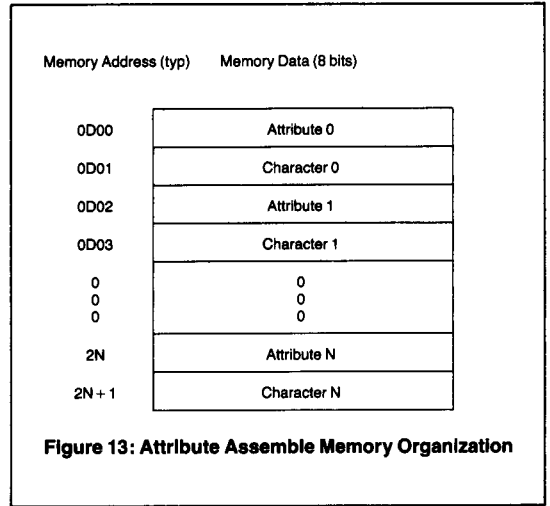 Memory Address (typ) Memory Data (8 bits)
0D00 Attribute 0
0D01 Character 0
0D02 Attribute 1
0D03 Character 1
0 0
0 0
0 0
2N Attribute N
2N + 1 Character N
Figure 13: Attribute Assemble Memory Organization